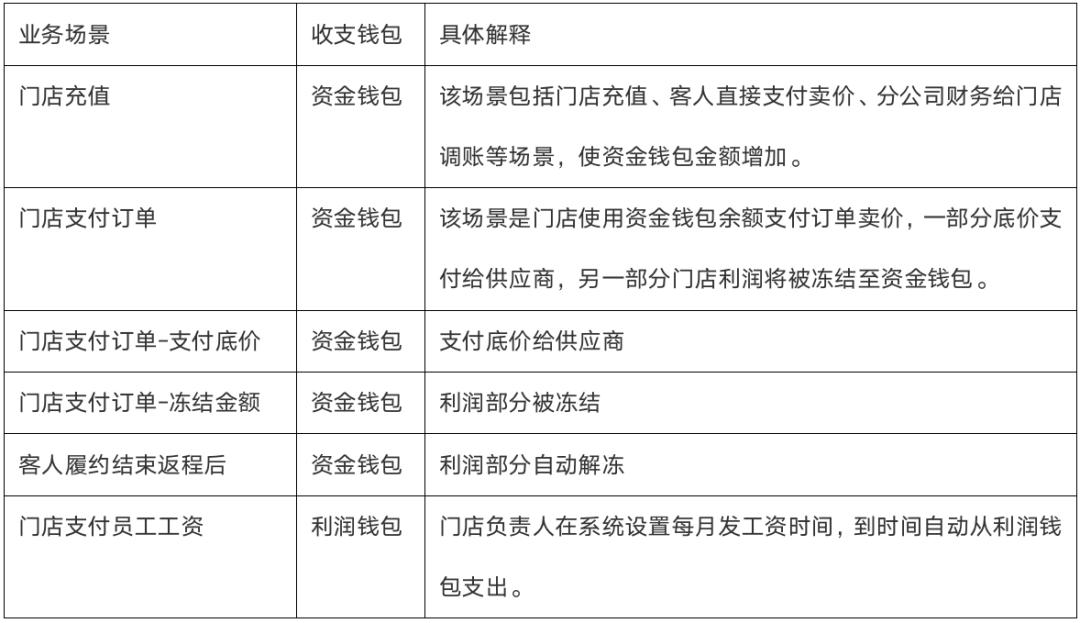 业务场景 收支钱包 具体解释
门店充值 资金钱包 该场景包括门店充值、客人直接支付卖价、分公司财务给门店
调账等场景，使资金钱包金额增加。
门店支付订单 资金钱包 该场景是门店使用资金钱包余额支付订单卖价，一部分底价支
付给供应商，另一部分门店利润将被冻结至资金钱包。
门店支付订单-支付底价 资金钱包 支付底价给供应商
门店支付订单-冻结金额 资金钱包 利润部分被冻结
客人履约结束返程后 资金钱包 利润部分自动解冻
门店支付员工工资 利润钱包 门店负责人在系统设置每月发工资时间，到时间自动从利润钱
包支出。